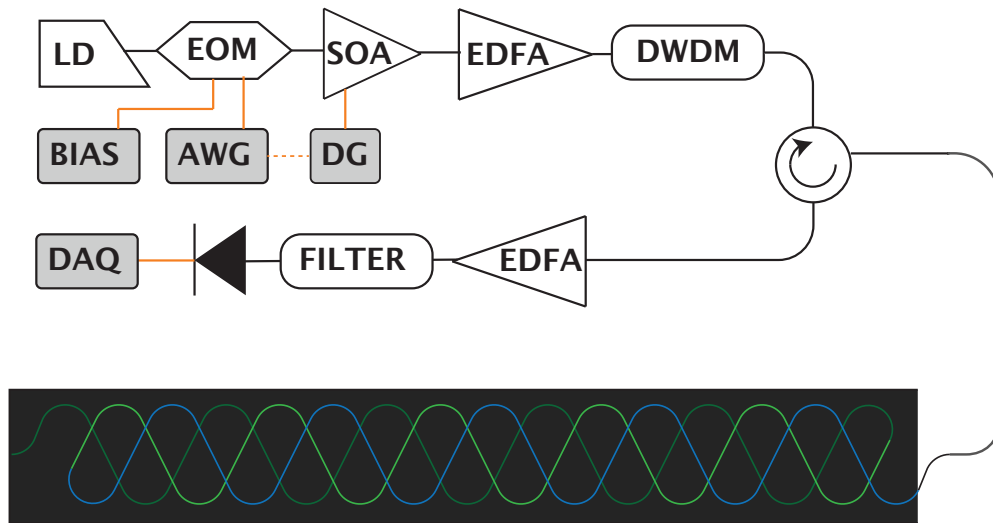 LD EOM SOA EDFA DWDM
BIAS AWG DG
DAQ FILTER EDFA